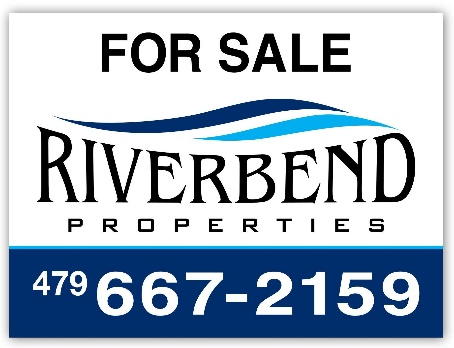 FOR SALE
RIVERBEND
PROPERTIES
479 667-2159